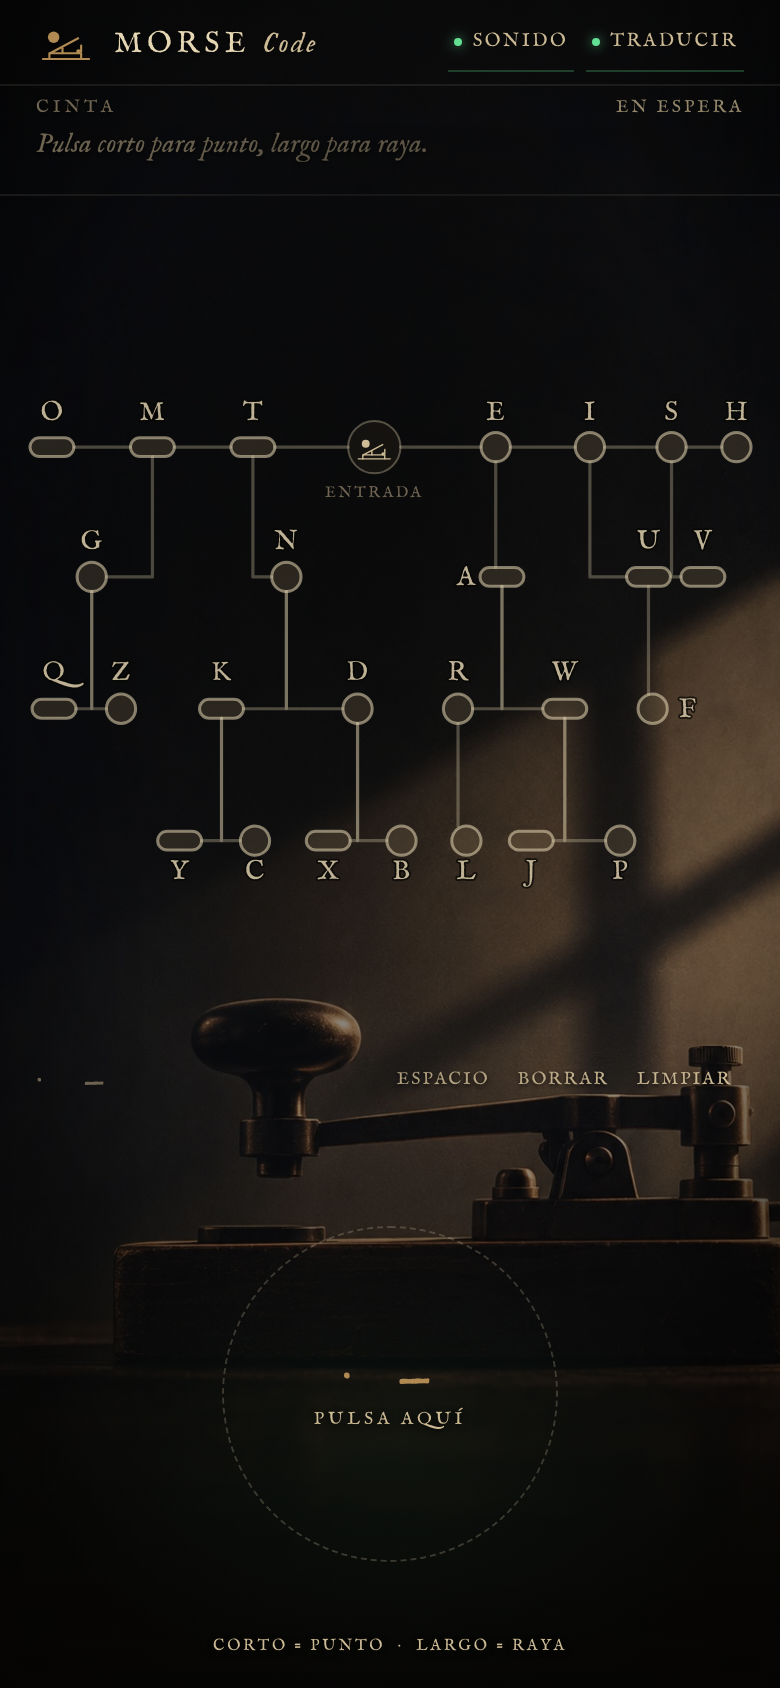 MORSE Code
SONIDO
TRADUCIR
CINTA
EN ESPERA
Pulsa corto para punto, largo para raya.
O M T E I S H
ENTRADA
G N U V
A
Q Z K D R W
F
Y C X B L J P
ESPACIO BORRAR LIMPIAR
PULSA AQUÍ
CORTO = PUNTO · LARGO = RAYA